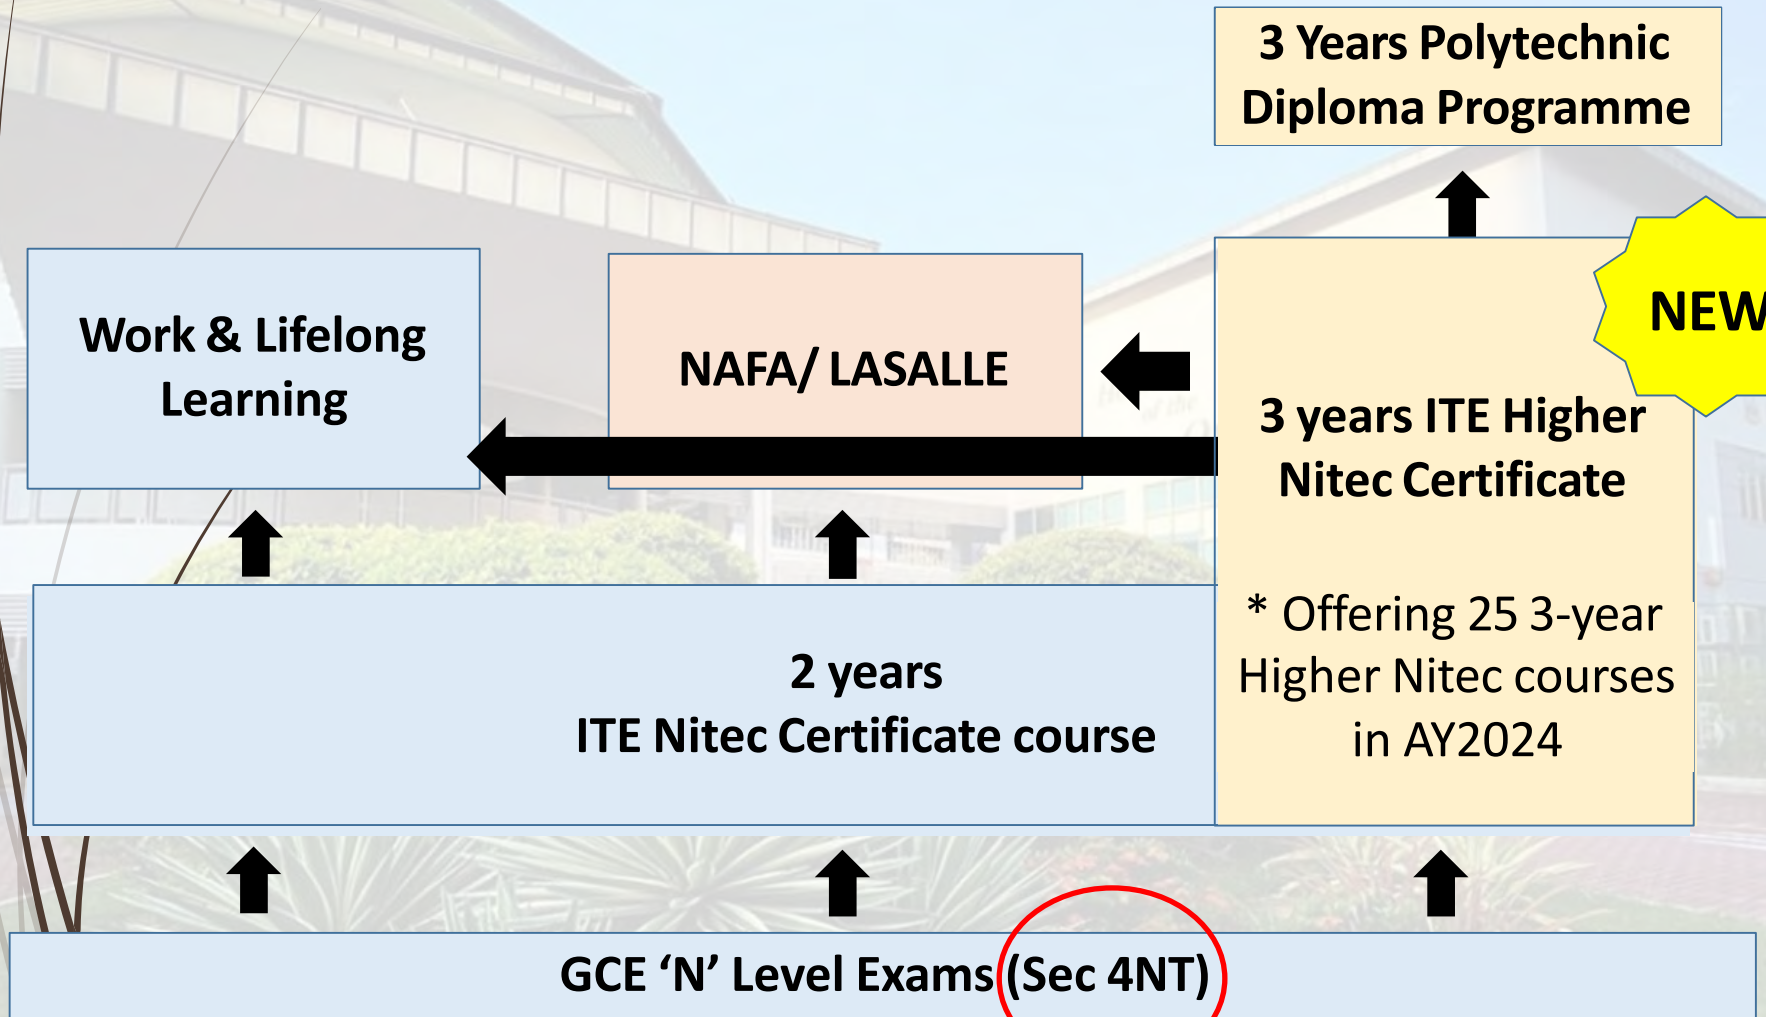 3 Years Polytechnic
Diploma Programme
NEW
Work & Lifelong
Learning
NAFA/ LASALLE
3 years ITE Higher
Nitec Certificate
* Offering 25 3-year
Higher Nitec courses
in AY2024
2 years
ITE Nitec Certificate course
GCE ‘N’ Level Exams (Sec 4NT)